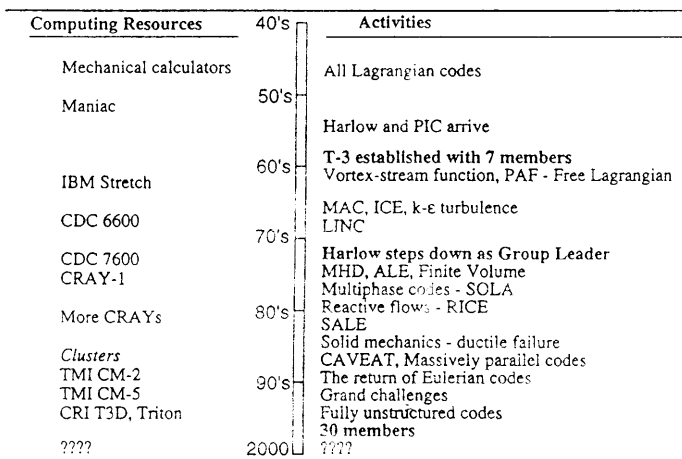 Computing Resources 40's Activities
Mechanical calculators All Lagrangian codes
50's
Maniac
Harlow and PIC arrive
T-3 established with 7 members
60's Vortex-stream function, PAF - Free Lagrangian
IBM Stretch
MAC, ICE, k-ε turbulence
CDC 6600 LINC
70's
Harlow steps down as Group Leader
CDC 7600 MHD, ALE, Finite Volume
CRAY-1 Multiphase codes - SOLA
80's Reactive flows - RICE
More CRAYs SALE
Solid mechanics - ductile failure
Clusters CAVEAT, Massively parallel codes
TMI CM-2 The return of Eulerian codes
90's
TMI CM-5 Grand challenges
CRI T3D, Triton Fully unstructured codes
30 members
???? 2000 ????